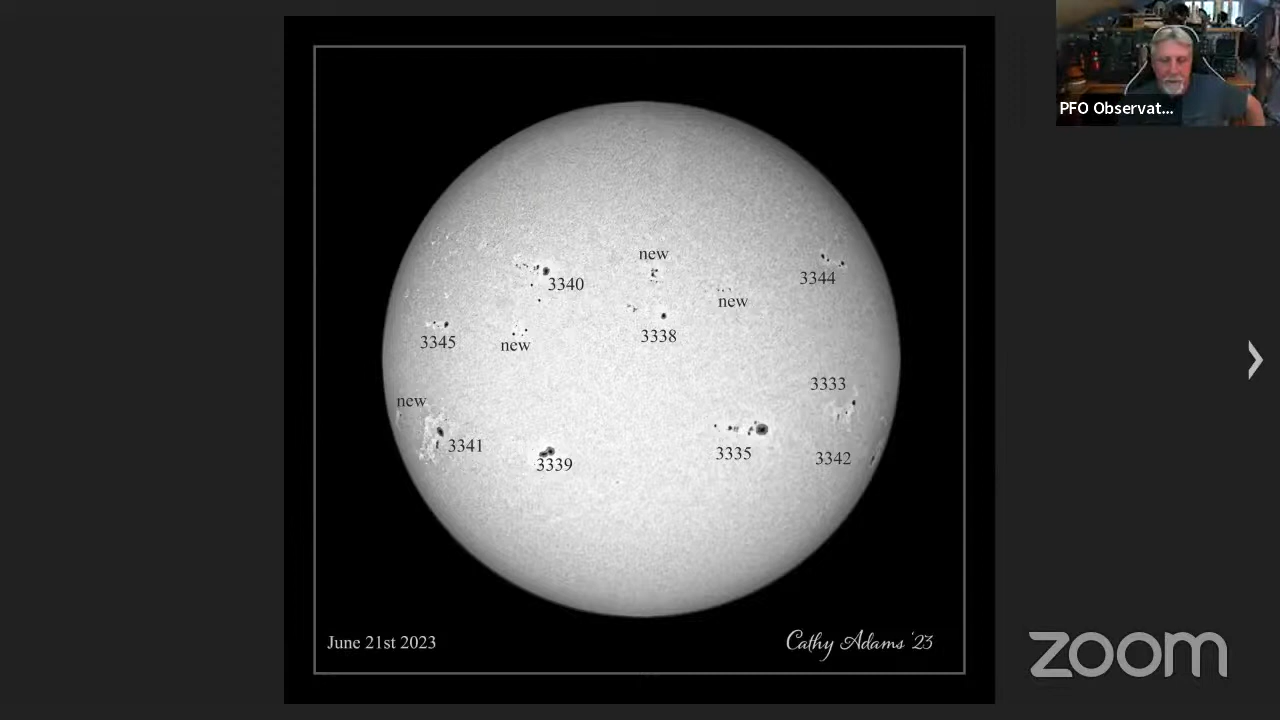 PFO Observat...
new
3340
3344
new
3338
3345
new
3333
new
3341
3339
3335
3342
June 21st 2023
Cathy Adams '23
zoom